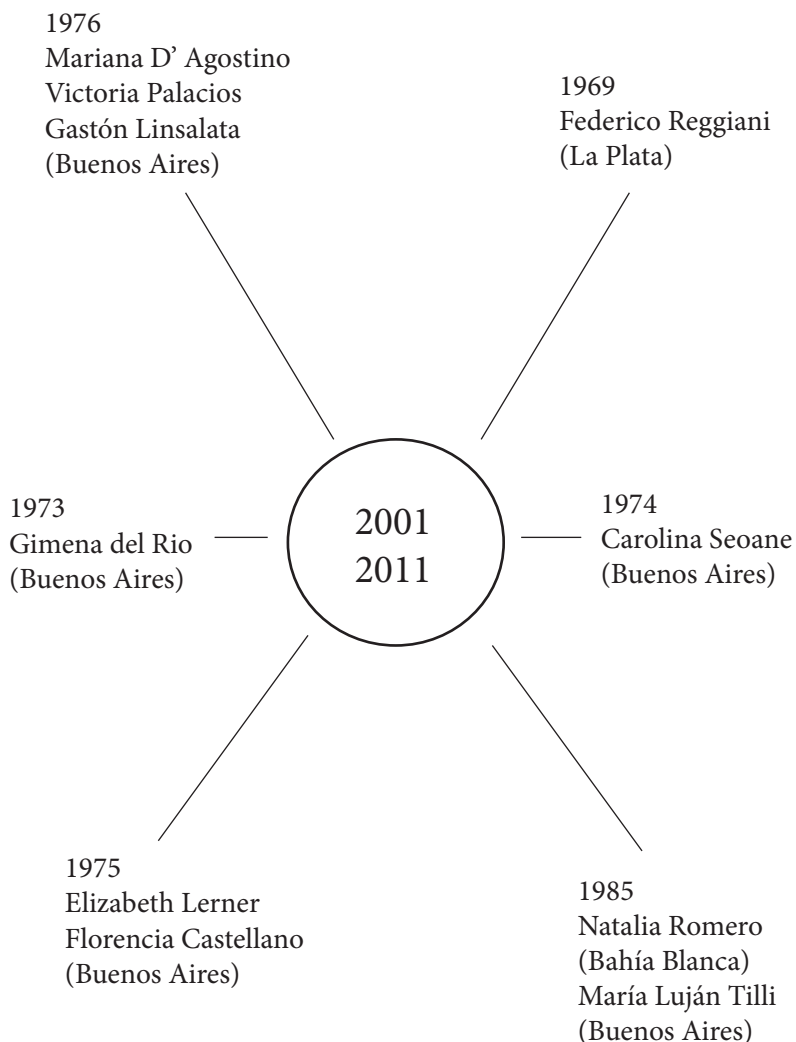 1976
Mariana D’ Agostino
Victoria Palacios
Gastón Linsalata
(Buenos Aires)
1969
Federico Reggiani
(La Plata)
1973
Gimena del Rio
(Buenos Aires)
2001
2011
1974
Carolina Seoane
(Buenos Aires)
1975
Elizabeth Lerner
Florencia Castellano
(Buenos Aires)
1985
Natalia Romero
(Bahía Blanca)
María Luján Tilli
(Buenos Aires)